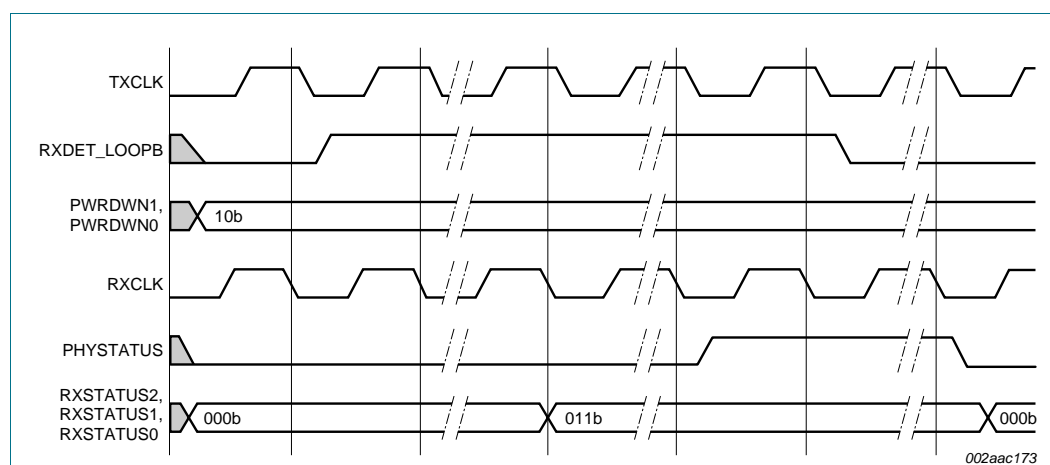 TXCLK
RXDET_LOOPB
PWRDWN1,
PWRDWN0
10b
RXCLK
PHYSTATUS
RXSTATUS2,
RXSTATUS1,
RXSTATUS0
000b
011b
000b
002aac173